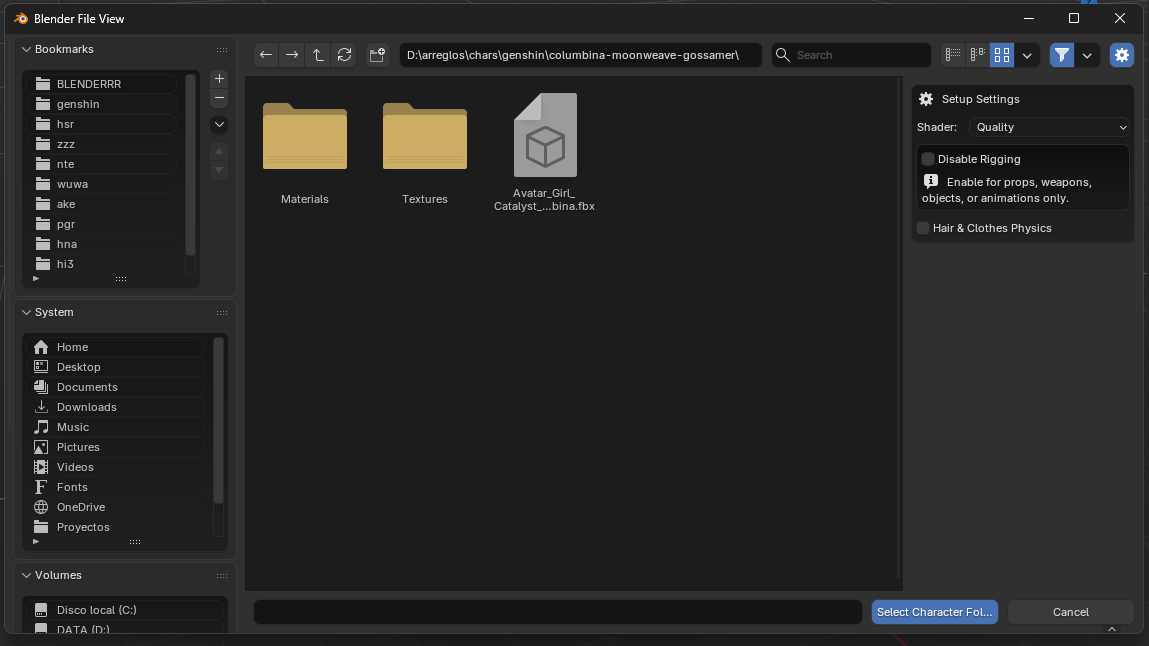 Blender File View
Bookmarks
BLENDERRR
genshin
hsr
zzz
nte
wuwa
ake
pgr
hna
hi3
System
Home
Desktop
Documents
Downloads
Music
Pictures
Videos
Fonts
OneDrive
Proyectos
Volumes
Disco local (C:)
DATA (D:)
D:\arreglos\chars\genshin\columbina-moonweave-gossamer\
Search
Materials
Textures
Avatar_Girl_
Catalyst_...bina.fbx
Setup Settings
Shader: Quality
Disable Rigging
Enable for props, weapons,
objects, or animations only.
Hair & Clothes Physics
Select Character Fol...
Cancel